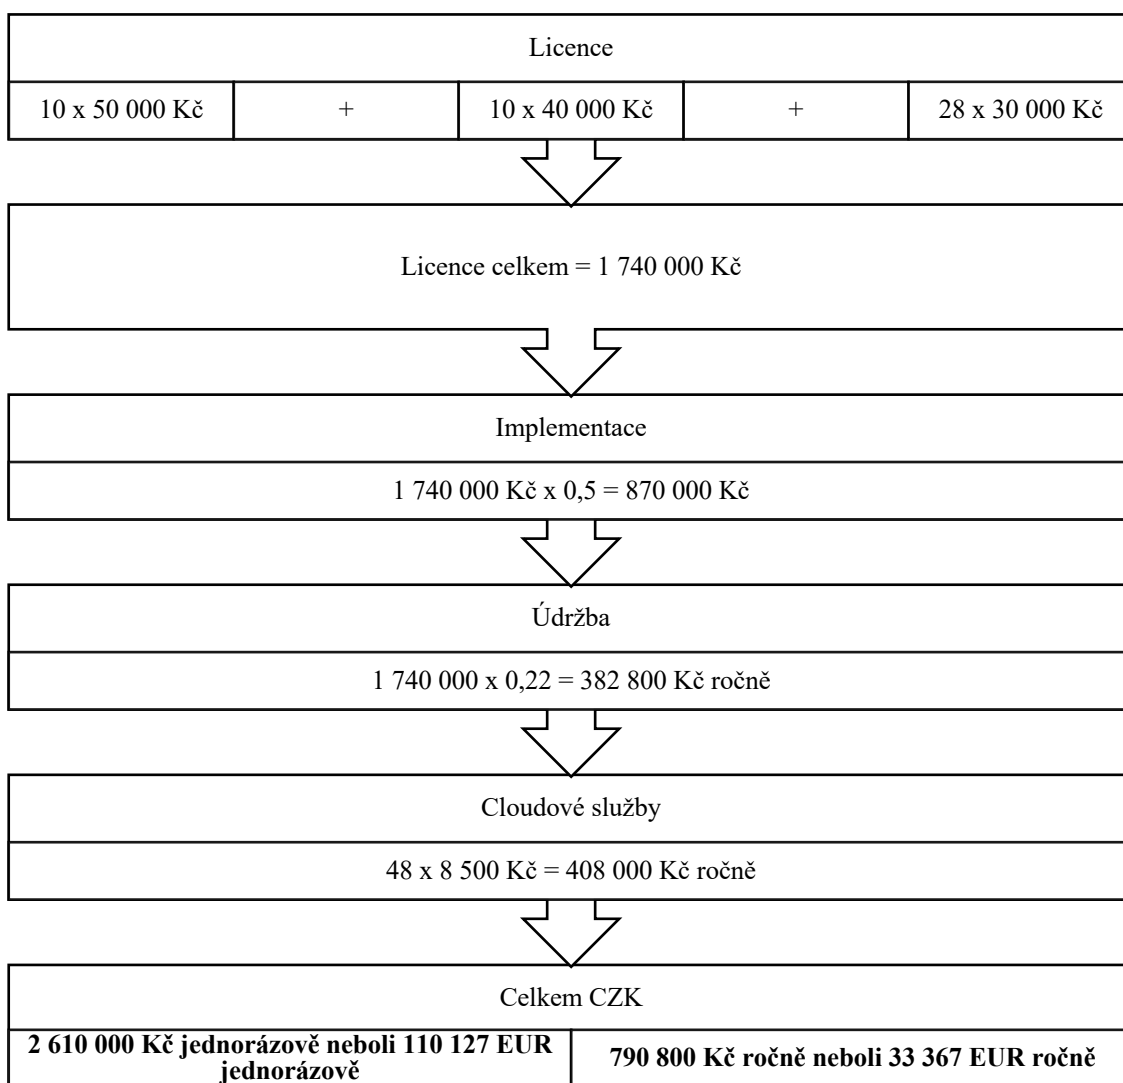 Licence
10 x 50 000 Kč + 10 x 40 000 Kč + 28 x 30 000 Kč
Licence celkem = 1 740 000 Kč
Implementace
1 740 000 Kč x 0,5 = 870 000 Kč
Údržba
1 740 000 x 0,22 = 382 800 Kč ročně
Cloudové služby
48 x 8 500 Kč = 408 000 Kč ročně
Celkem CZK
2 610 000 Kč jednorázově neboli 110 127 EUR
jednorázově
790 800 Kč ročně neboli 33 367 EUR ročně